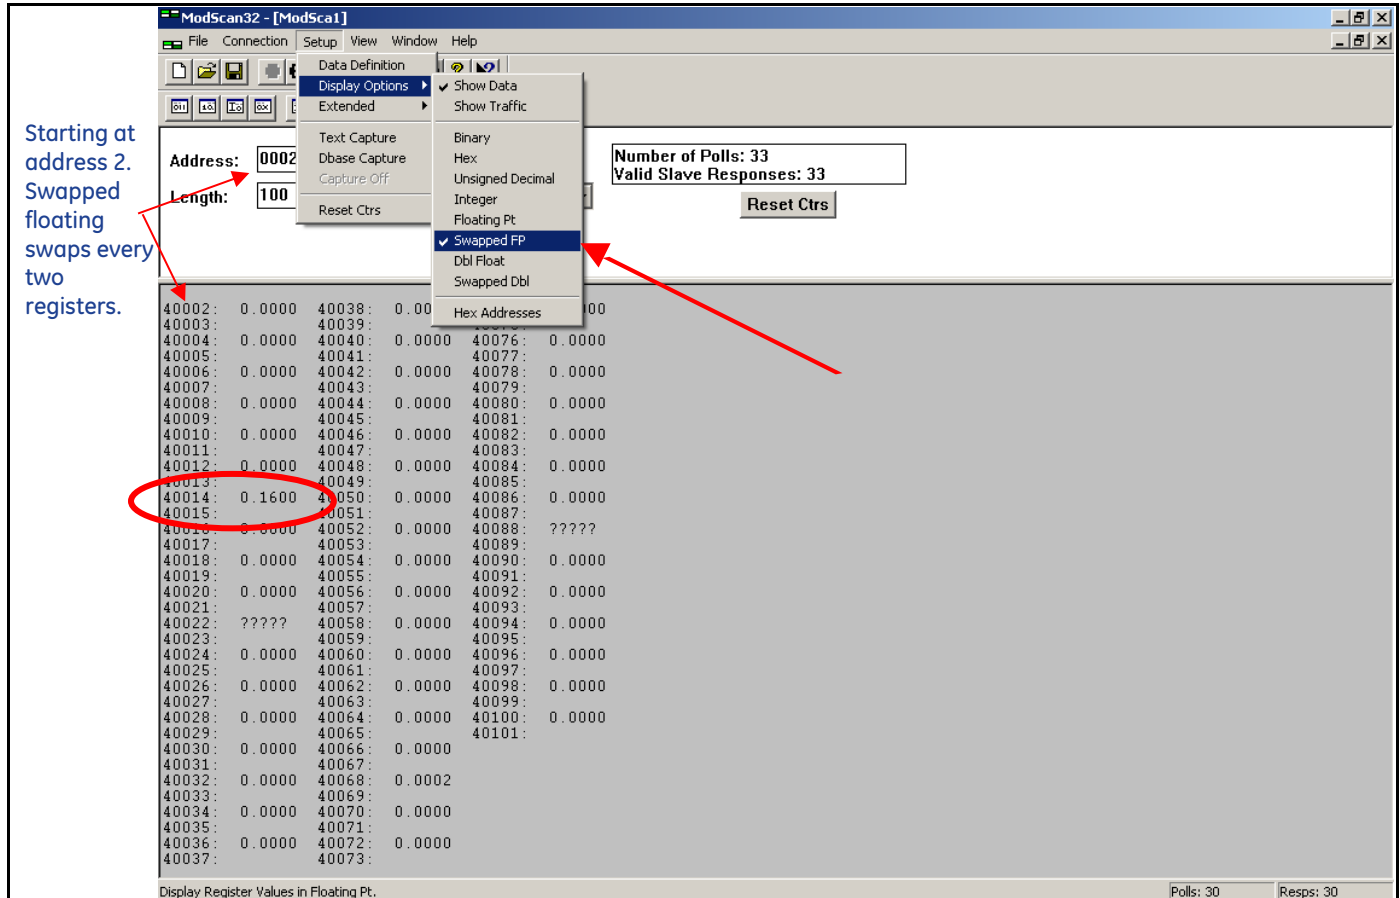 ModScan32 - [ModSca1]
File Connection Setup View Window Help
Data Definition
Display Options
Extended
Text Capture
Dbase Capture
Capture Off
Reset Ctrs
Show Data
Show Traffic
Binary
Hex
Unsigned Decimal
Integer
Floating Pt
Swapped FP
Dbl Float
Swapped Dbl
Hex Addresses
Starting at
address 2.
Swapped
floating
swaps every
two
registers.
Address: 0002
Length: 100
Number of Polls: 33
Valid Slave Responses: 33
Reset Ctrs
40002: 0.0000 40038:
40003: 40039:
40004: 0.0000 40040: 0.0000 40076: 0.0000
40005: 40041: 40077:
40006: 0.0000 40042: 0.0000 40078: 0.0000
40007: 40043: 40079:
40008: 0.0000 40044: 0.0000 40080: 0.0000
40009: 40045: 40081:
40010: 0.0000 40046: 0.0000 40082: 0.0000
40011: 40047: 40083:
40012: 0.0000 40048: 0.0000 40084: 0.0000
40013: 40049: 40085:
40014: 0.1600 40050: 0.0000 40086: 0.0000
40015: 40051: 40087:
40016: 0.0000 40052: 0.0000 40088: ?????
40017: 40053: 40089:
40018: 0.0000 40054: 0.0000 40090: 0.0000
40019: 40055: 40091:
40020: 0.0000 40056: 0.0000 40092: 0.0000
40021: 40057: 40093:
40022: ????? 40058: 0.0000 40094: 0.0000
40023: 40059: 40095:
40024: 0.0000 40060: 0.0000 40096: 0.0000
40025: 40061: 40097:
40026: 0.0000 40062: 0.0000 40098: 0.0000
40027: 40063: 40099:
40028: 0.0000 40064: 0.0000 40100: 0.0000
40029: 40065: 40101:
40030: 0.0000 40066: 0.0000
40031: 40067:
40032: 0.0000 40068: 0.0002
40033: 40069:
40034: 0.0000 40070: 0.0000
40035: 40071:
40036: 0.0000 40072: 0.0000
40037: 40073:
Display Register Values in Floating Pt.
Polls: 30
Resps: 30